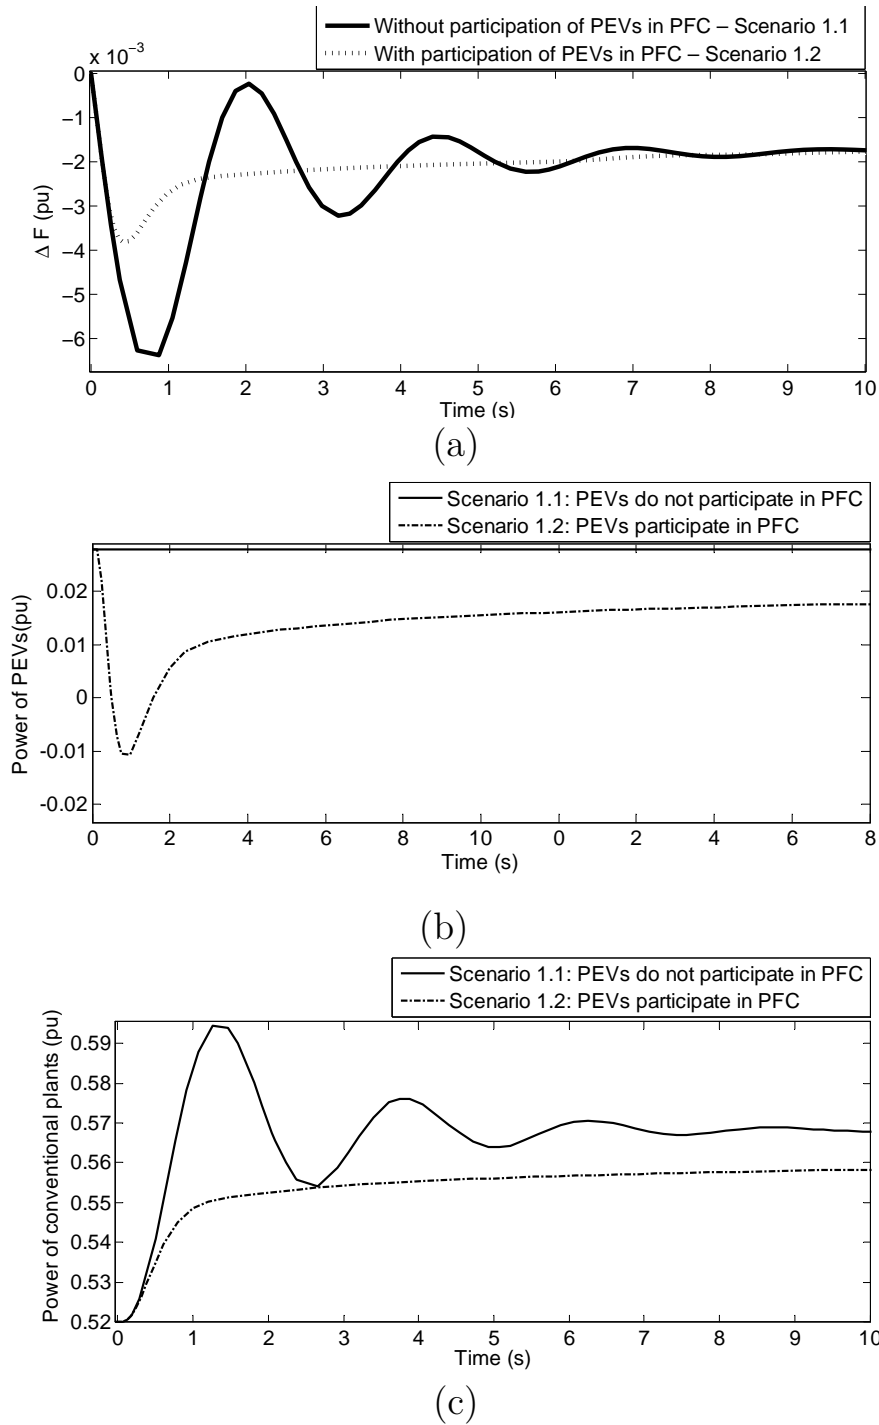 Without participation of PEVs in PFC – Scenario 1.1
With participation of PEVs in PFC – Scenario 1.2
x 10⁻³
0
−1
−2
−3
−4
−5
−6
Δ F (pu)
0 1 2 3 4 5 6 7 8 9 10
Time (s)
(a)
Scenario 1.1: PEVs do not participate in PFC
Scenario 1.2: PEVs participate in PFC
0.02
0.01
0
-0.01
-0.02
Power of PEVs(pu)
0 2 4 6 8 10 0 2 4 6 8
Time (s)
(b)
Scenario 1.1: PEVs do not participate in PFC
Scenario 1.2: PEVs participate in PFC
0.59
0.58
0.57
0.56
0.55
0.54
0.53
0.52
Power of conventional plants (pu)
0 1 2 3 4 5 6 7 8 9 10
Time (s)
(c)